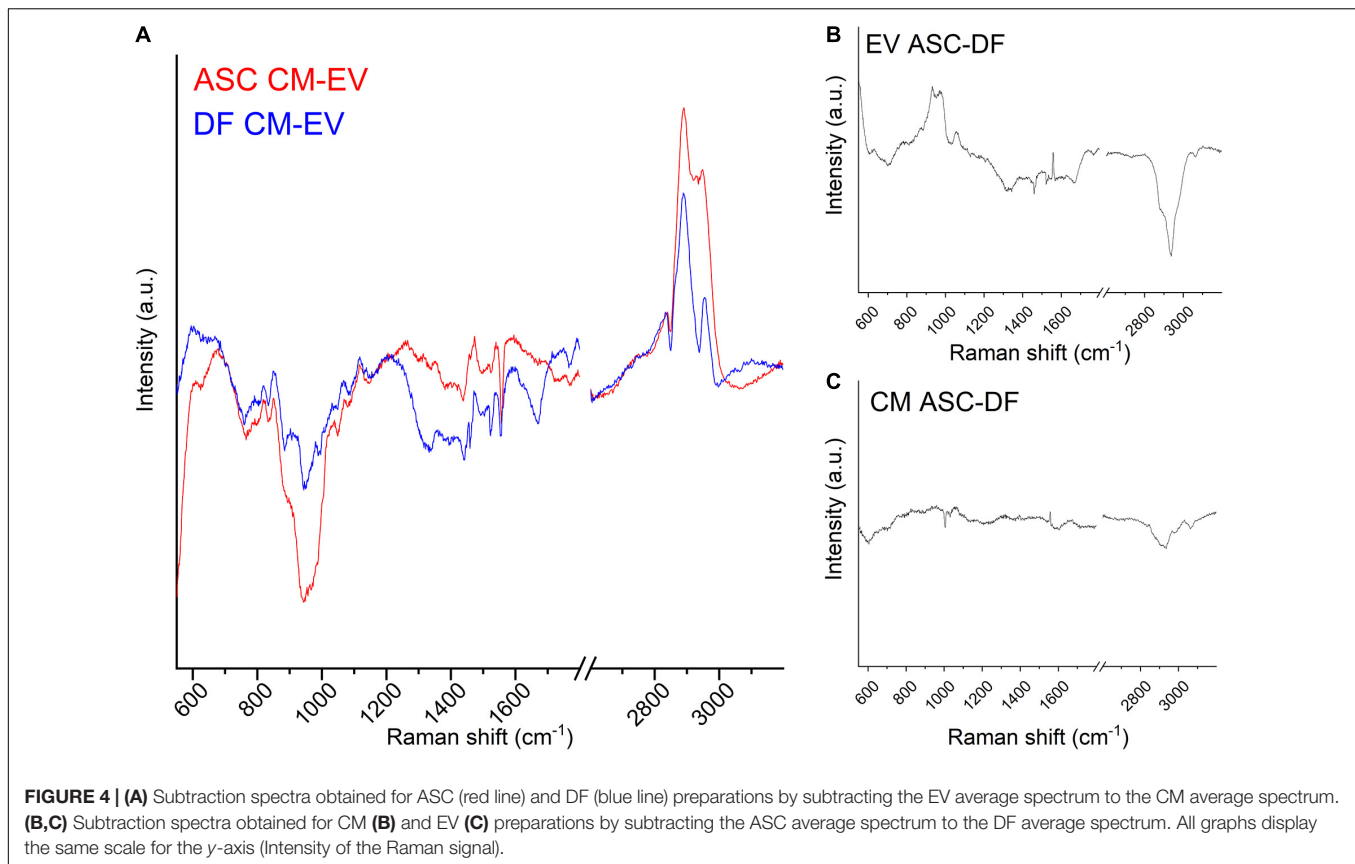 A
ASC CM-EV
DF CM-EV
Intensity (a.u.)
600 800 1000 1200 1400 1600 2800 3000
Raman shift (cm⁻¹)
B
EV ASC-DF
Intensity (a.u.)
600 800 1000 1400 1600 2800 3000
Raman shift (cm⁻¹)
C
CM ASC-DF
Intensity (a.u.)
600 800 1000 1200 1400 1600 2800 3000
Raman shift (cm⁻¹)
FIGURE 4 | (A) Subtraction spectra obtained for ASC (red line) and DF (blue line) preparations by subtracting the EV average spectrum to the CM average spectrum.
(B,C) Subtraction spectra obtained for CM (B) and EV (C) preparations by subtracting the ASC average spectrum to the DF average spectrum. All graphs display
the same scale for the y-axis (Intensity of the Raman signal).